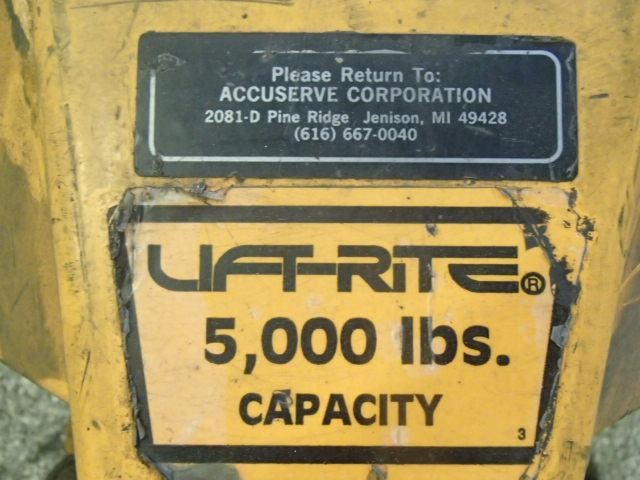 Please Return To:
ACCUSERVE CORPORATION
2081-D Pine Ridge Jenison, MI 49428
(616) 667-0040
LIFT-RITE®
5,000 lbs.
CAPACITY
3